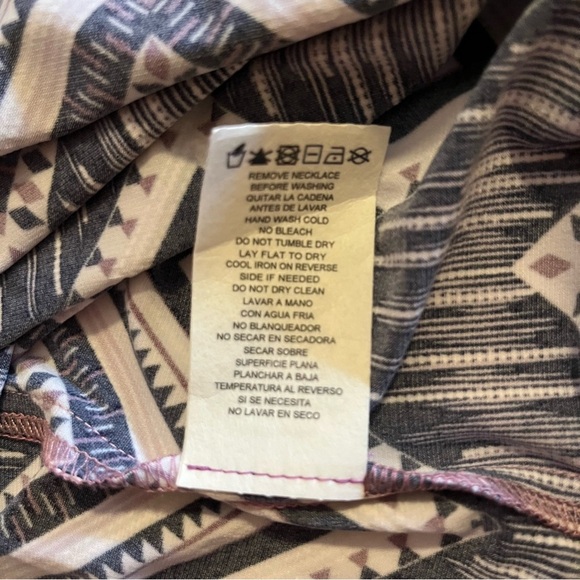 REMOVE NECKLACE
BEFORE WASHING
QUITAR LA CADENA
ANTES DE LAVAR
HAND WASH COLD
NO BLEACH
DO NOT TUMBLE DRY
LAY FLAT TO DRY
COOL IRON ON REVERSE
SIDE IF NEEDED
DO NOT DRY CLEAN
LAVAR A MANO
CON AGUA FRIA
NO BLANQUEADOR
NO SECAR EN SECADORA
SECAR SOBRE
SUPERFICIE PLANA
PLANCHAR A BAJA
TEMPERATURA AL REVERSO
SI SE NECESITA
NO LAVAR EN SECO